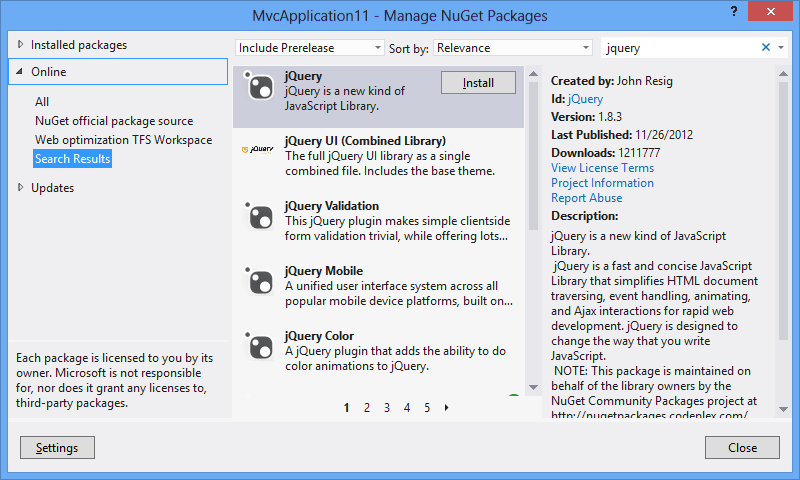 MvcApplication11 - Manage NuGet Packages
?
Installed packages
Online
All
NuGet official package source
Web optimization TFS Workspace
Search Results
Updates
Each package is licensed to you by its
owner. Microsoft is not responsible
for, nor does it grant any licenses to,
third-party packages.
Include Prerelease
Sort by:
Relevance
jQuery
jQuery is a new kind of
JavaScript Library.
Install
jQuery
jQuery UI (Combined Library)
The full jQuery UI library as a single
combined file. Includes the base theme.
jQuery Validation
This jQuery plugin makes simple clientside
form validation trivial, while offering lots...
jQuery Mobile
A unified user interface system across all
popular mobile device platforms, built on...
jQuery Color
A jQuery plugin that adds the ability to do
color animations to jQuery.
1 2 3 4 5
jquery
Created by: John Resig
Id: jQuery
Version: 1.8.3
Last Published: 11/26/2012
Downloads: 1211777
View License Terms
Project Information
Report Abuse
Description:
jQuery is a new kind of JavaScript
Library.
jQuery is a fast and concise JavaScript
Library that simplifies HTML document
traversing, event handling, animating,
and Ajax interactions for rapid web
development. jQuery is designed to
change the way that you write
JavaScript.
NOTE: This package is maintained on
behalf of the library owners by the
NuGet Community Packages project at
http://nugetpackages.codeplex.com/
Settings
Close